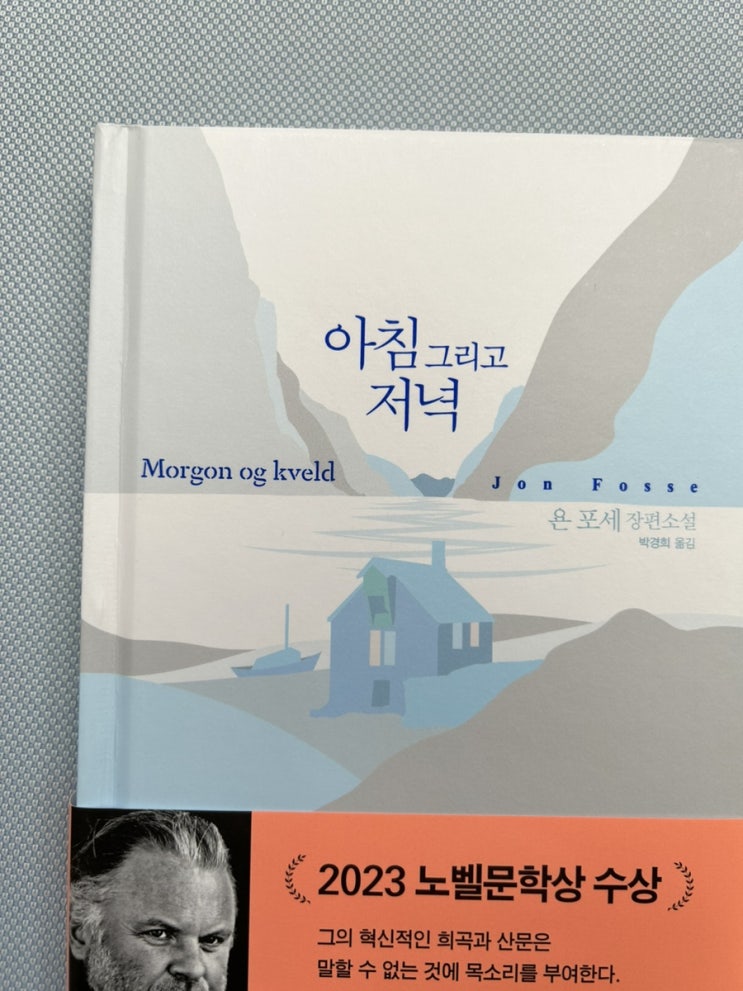 아침 그리고
저녁
Morgon og kveld
Jon Fosse
욘 포세 장편소설
박경희 옮김
2023 노벨문학상 수상
그의 혁신적인 희곡과 산문은
말할 수 없는 것에 목소리를 부여한다.